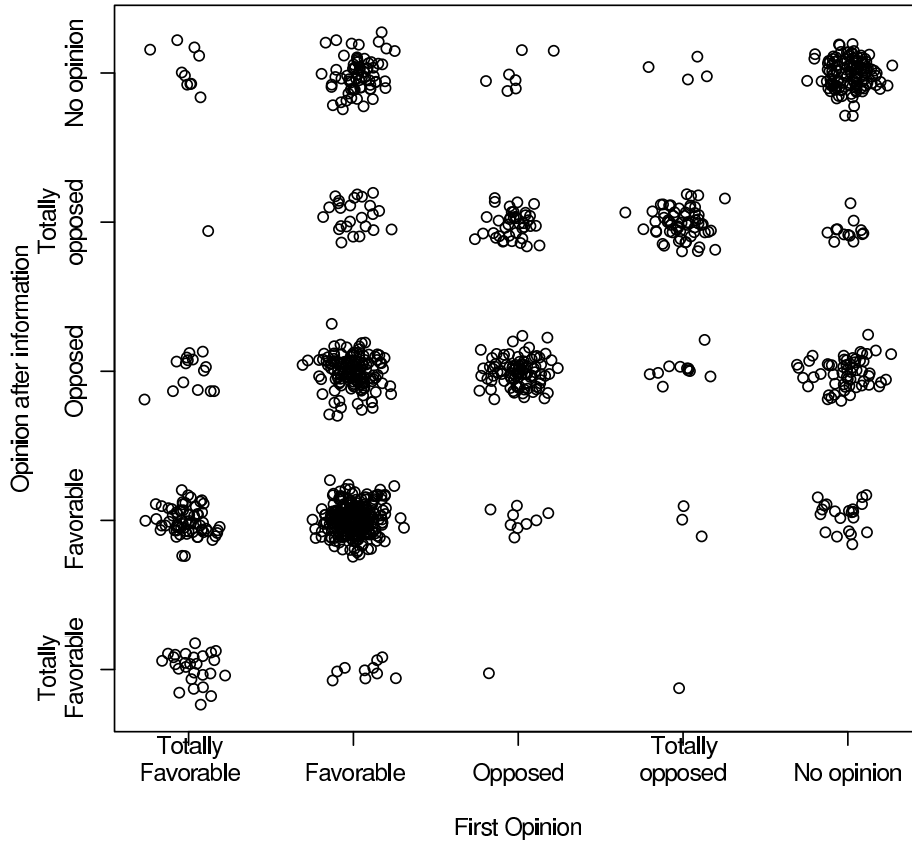 Opinion after information
No opinion
Totally
opposed
Opposed
Favorable
Totally
Favorable
Totally
Favorable
Favorable
Opposed
Totally
opposed
No opinion
First Opinion